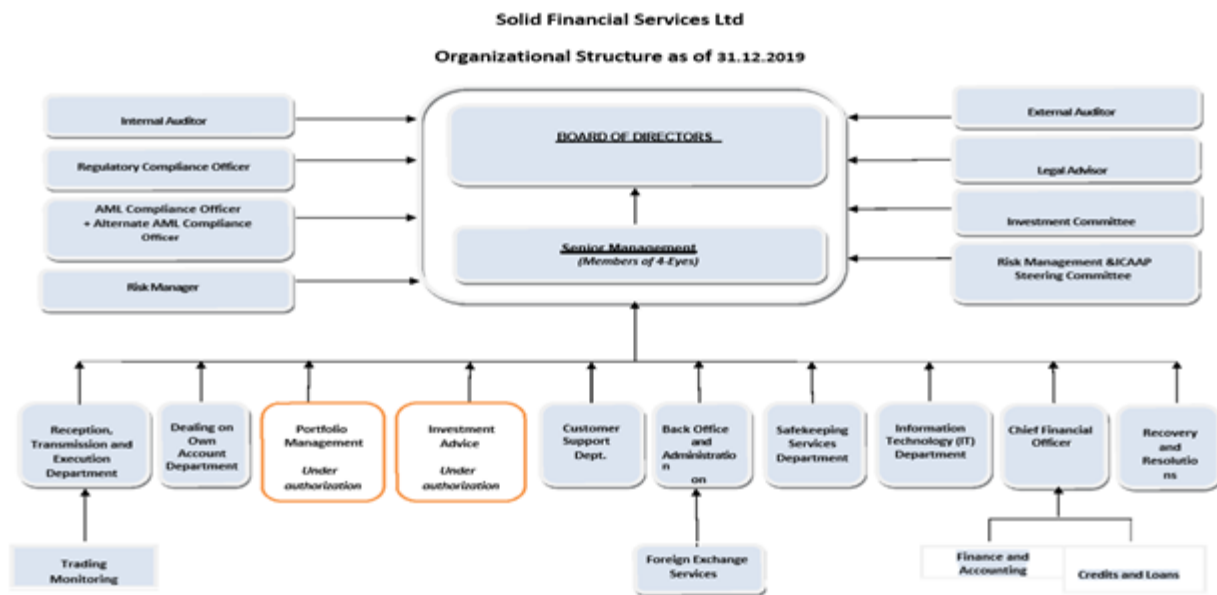 Solid Financial Services Ltd
Organizational Structure as of 31.12.2019
Internal Auditor
Regulatory Compliance Officer
AML Compliance Officer
+ Alternate AML Compliance
Officer
Risk Manager
BOARD OF DIRECTORS
Senior Management
(Members of 4-Eyes)
External Auditor
Legal Advisor
Investment Committee
Risk Management &ICAAP
Steering Committee
Reception,
Transmission and
Execution
Department
Dealing on
Own
Account
Department
Portfolio
Management
Under
authorization
Investment
Advice
Under
authorization
Customer
Support
Dept.
Back Office
and
Administratio
n
on
Safekeeping
Services
Department
Information
Technology (IT)
Department
Chief Financial
Officer
Recovery
and
Resolutio
ns
Trading
Monitoring
Foreign Exchange
Services
Finance and
Accounting
Credits and Loans